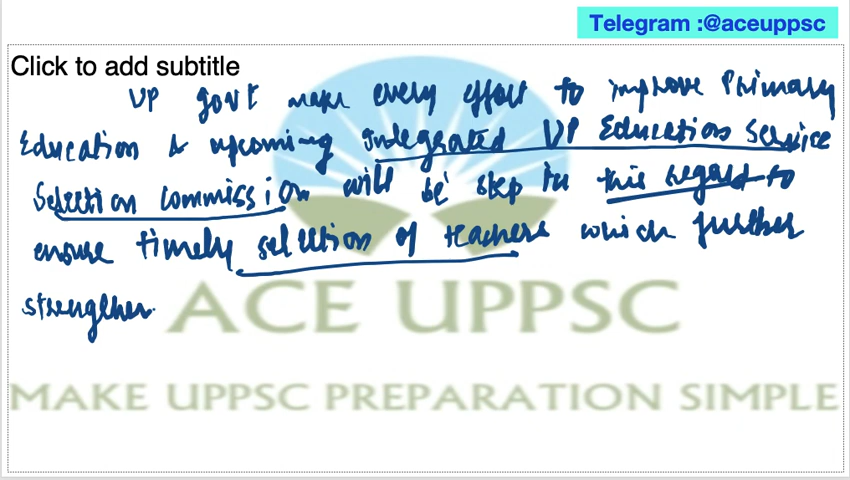 Telegram :@aceuppsc
Click to add subtitle
UP govt make every effort to improve Primary
Education & upcoming Integrated UP Education Service
Selection Commission will be step in this regard to
ensure timely selection of teachers which further
strengthen.
ACE UPPSC
MAKE UPPSC PREPARATION SIMPLE